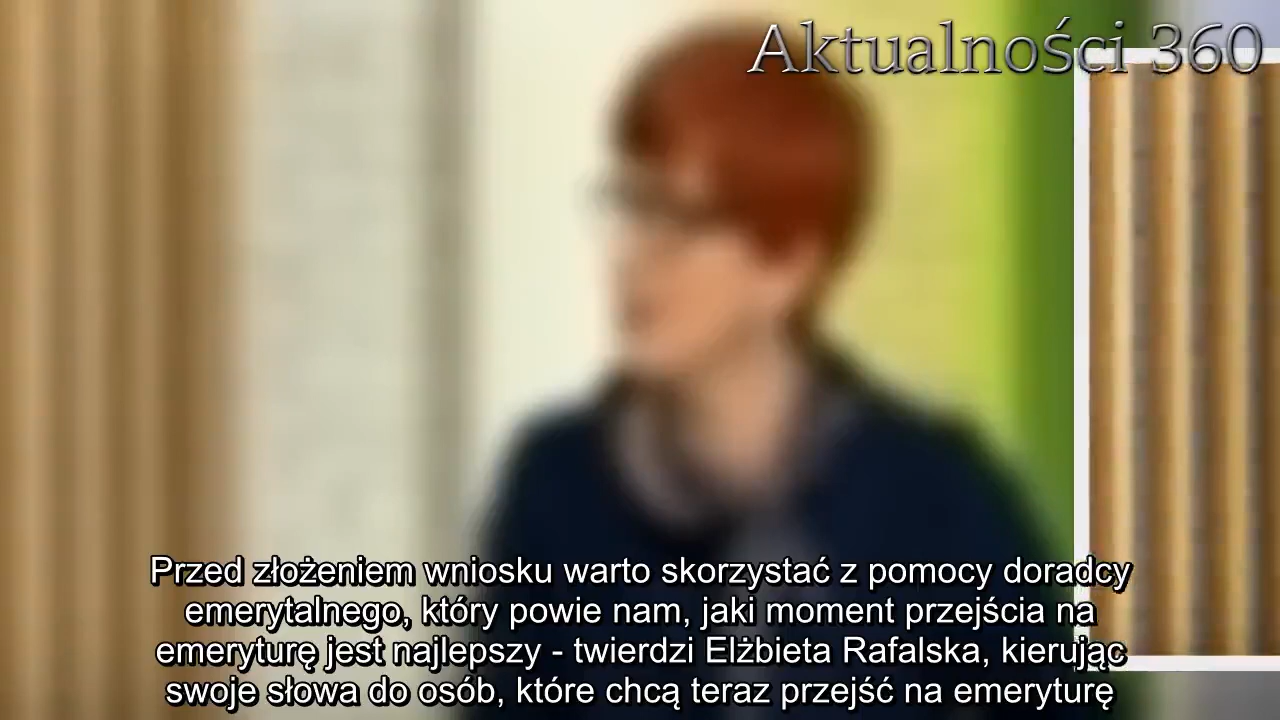 Aktualności 360
Przed złożeniem wniosku warto skorzystać z pomocy doradcy
emerytalnego, który powie nam, jaki moment przejścia na
emeryturę jest najlepszy - twierdzi Elżbieta Rafalska, kierując
swoje słowa do osób, które chcą teraz przejść na emeryturę